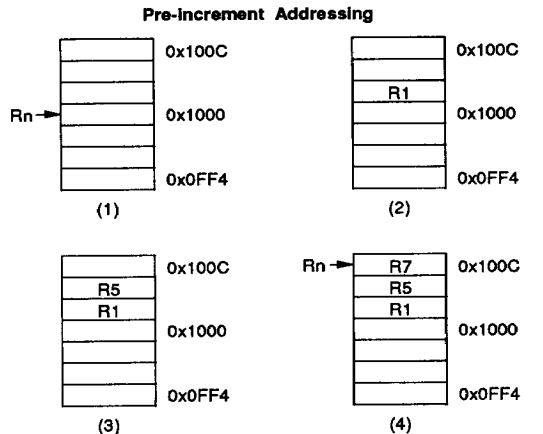 Pre-increment Addressing
0x100C
Rn
0x1000
0x0FF4
(1)
0x100C
R1
0x1000
0x0FF4
(2)
0x100C
R5
R1
0x1000
0x0FF4
(3)
Rn
R7
0x100C
R5
R1
0x1000
0x0FF4
(4)